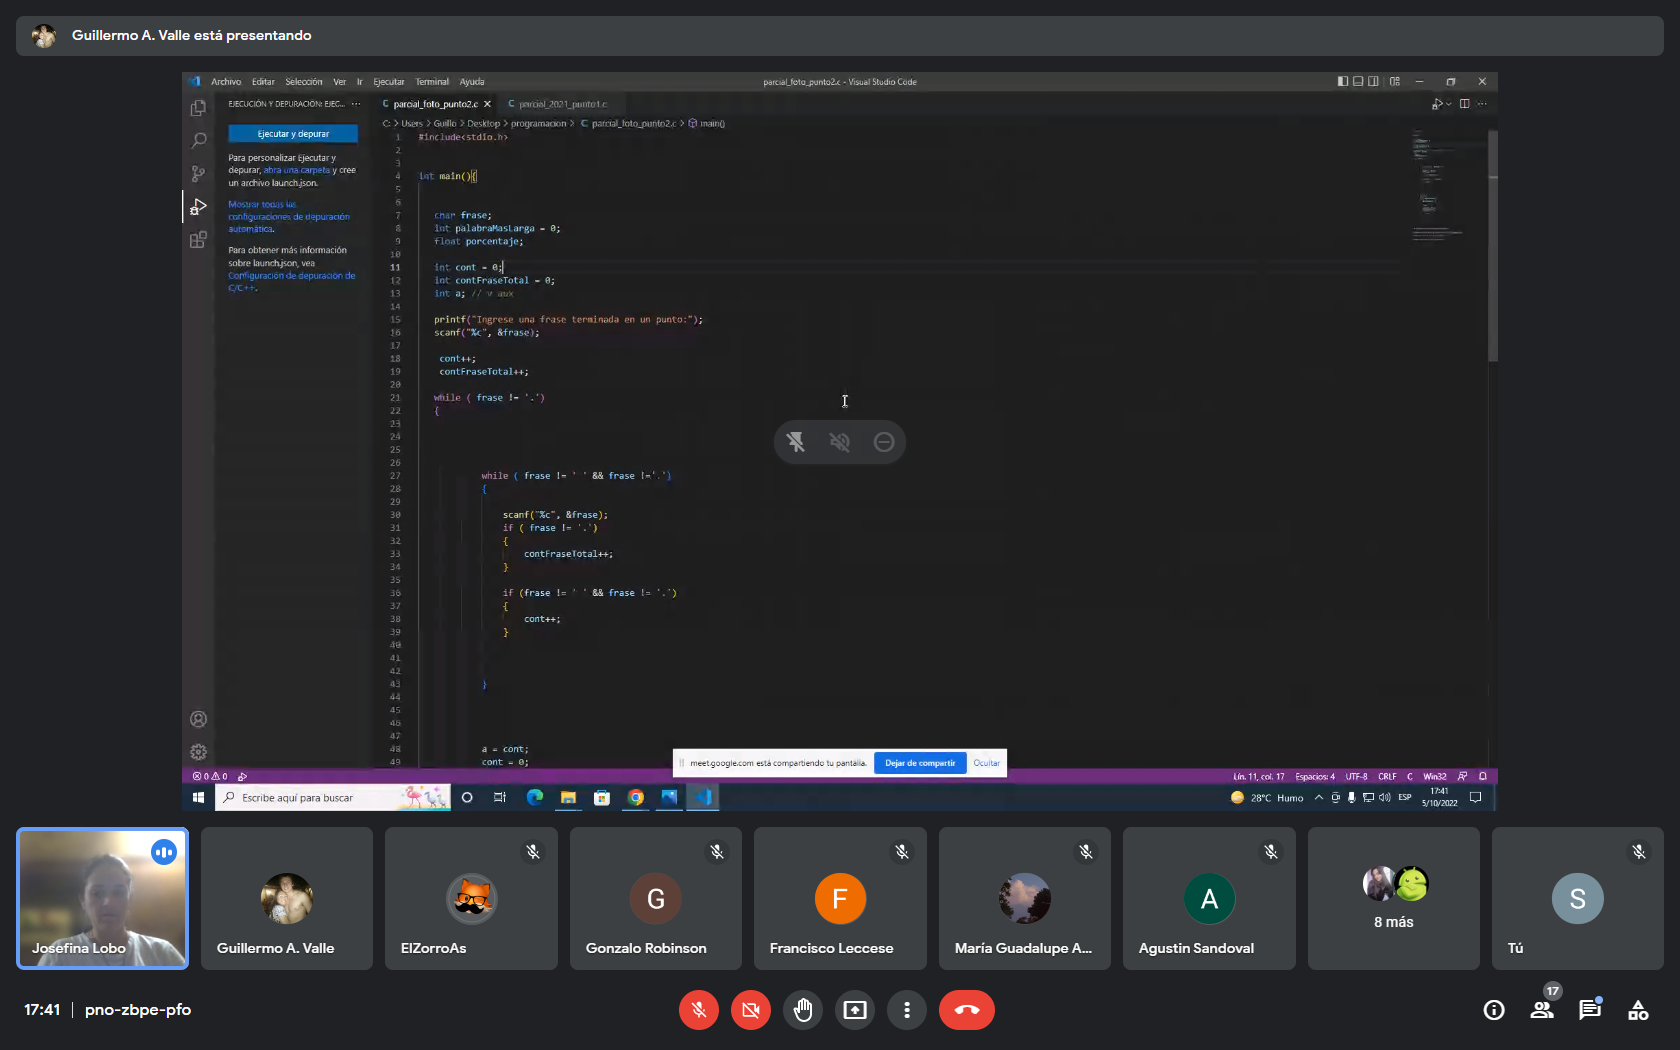 Guillermo A. Valle está presentando
Archivo Editar Selección Ver Ir Ejecutar Terminal Ayuda
parcial_foto_punto2.c - Visual Studio Code
EJECUCIÓN Y DEPURACIÓN: EJEC... ···
parcial_foto_punto2.c
parcial_2021_punto1.c
C: > Users > Guillo > Desktop > programacion > C parcial_foto_punto2.c > main()
Ejecutar y depurar
Para personalizar Ejecutar y
depurar, abra una carpeta y cree
un archivo launch.json.
Mostrar todas las
configuraciones de depuración
automática.
Para obtener más información
sobre launch.json, vea
Configuración de depuración de
C/C++.
1 #include<stdio.h>
2
3
4 int main(){
5
6
7 char frase;
8 int palabraMasLarga = 0;
9 float porcentaje;
10
11 int cont = 0;
12 int contFraseTotal = 0;
13 int a; // v aux
14
15 printf("Ingrese una frase terminada en un punto:");
16 scanf("%c", &frase);
17
18 cont++;
19 contFraseTotal++;
20
21 while ( frase != '.')
22 {
23
24
25
26
27 while ( frase != ' ' && frase !='.')
28 {
29
30 scanf("%c", &frase);
31 if ( frase != '.')
32 {
33 contFraseTotal++;
34 }
35
36 if (frase != ' ' && frase != '.')
37 {
38 cont++;
39 }
40
41
42
43 }
44
45
46
47
48 a = cont;
49 cont = 0;
meet.google.com está compartiendo tu pantalla.
Dejar de compartir
Ocultar
0 0
Lín. 11, col. 17 Espacios: 4 UTF-8 CRLF C Win32
Escribe aquí para buscar
28°C Humo
ESP
17:41
5/10/2022
Josefina Lobo
Guillermo A. Valle
ElZorroAs
G
Gonzalo Robinson
F
Francisco Leccese
María Guadalupe A...
A
Agustin Sandoval
8 más
S
Tú
17:41 | pno-zbpe-pfo
17